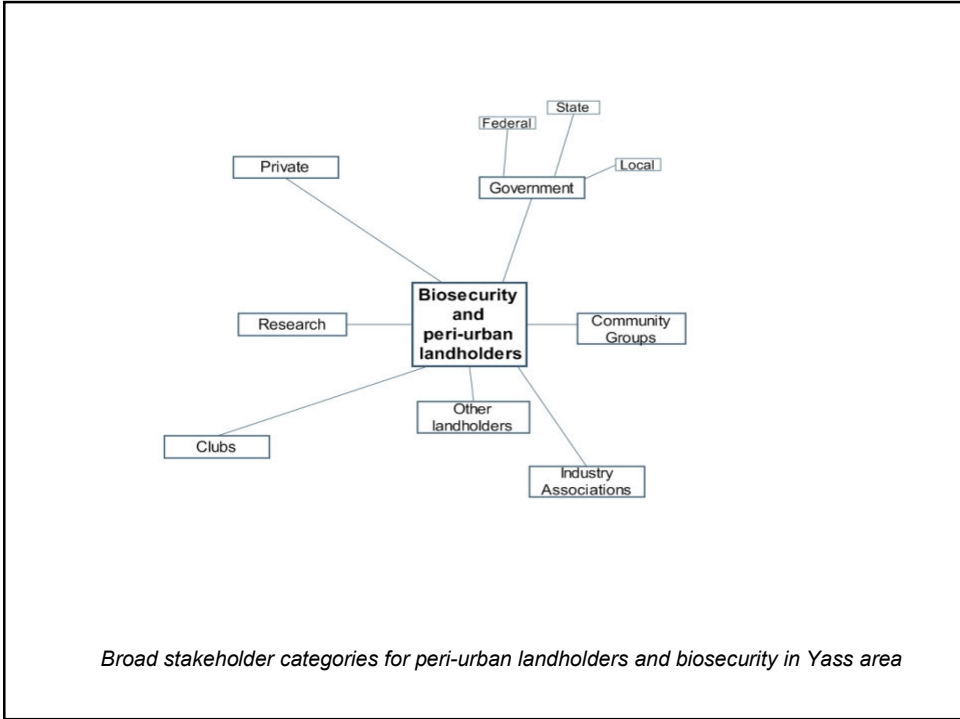 State
Federal
Local
Private
Government
Biosecurity
and
peri-urban
landholders
Research
Community
Groups
Other
landholders
Clubs
Industry
Associations
Broad stakeholder categories for peri-urban landholders and biosecurity in Yass area